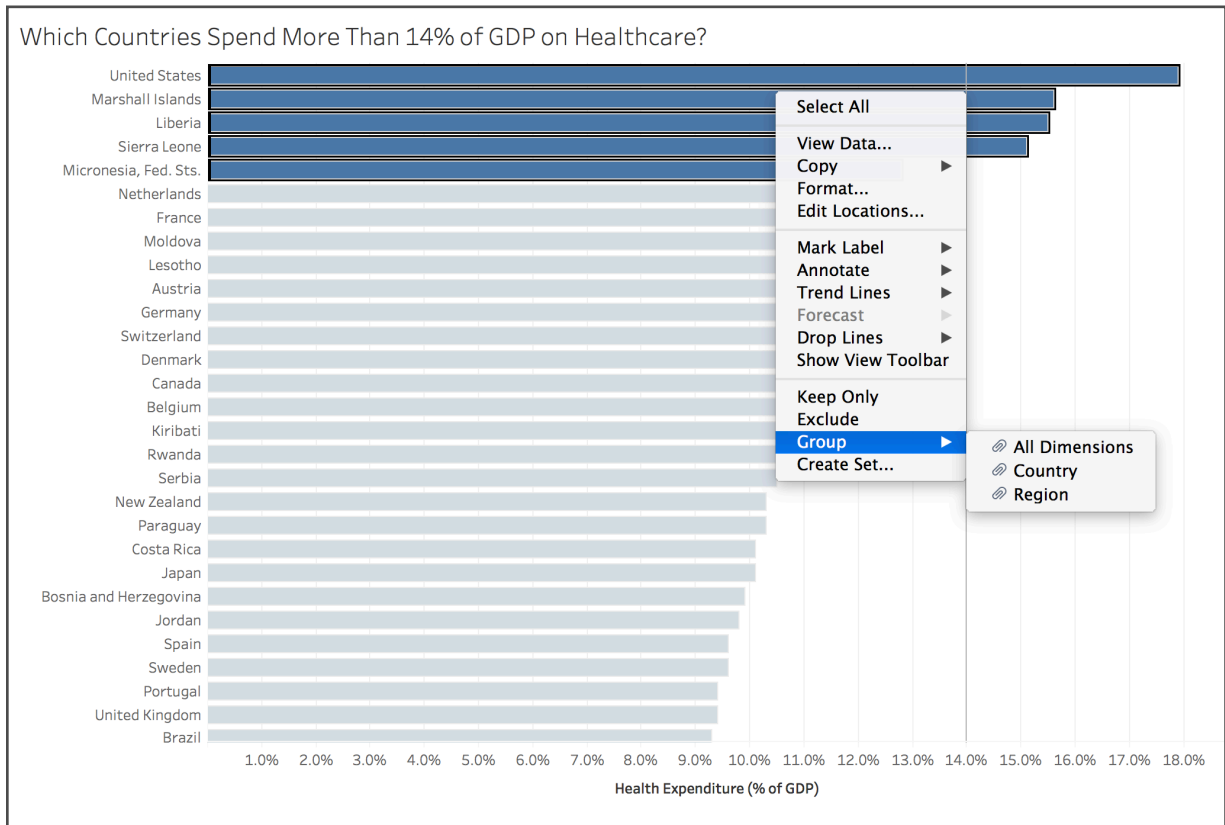 Which Countries Spend More Than 14% of GDP on Healthcare?
United States
Marshall Islands
Liberia
Sierra Leone
Micronesia, Fed. Sts.
Netherlands
France
Moldova
Lesotho
Austria
Germany
Switzerland
Denmark
Canada
Belgium
Kiribati
Rwanda
Serbia
New Zealand
Paraguay
Costa Rica
Japan
Bosnia and Herzegovina
Jordan
Spain
Sweden
Portugal
United Kingdom
Brazil
Select All
View Data...
Copy
Format...
Edit Locations...
Mark Label
Annotate
Trend Lines
Forecast
Drop Lines
Show View Toolbar
Keep Only
Exclude
Group
Create Set...
All Dimensions
Country
Region
1.0% 2.0% 3.0% 4.0% 5.0% 6.0% 7.0% 8.0% 9.0% 10.0% 11.0% 12.0% 13.0% 14.0% 15.0% 16.0% 17.0% 18.0%
Health Expenditure (% of GDP)